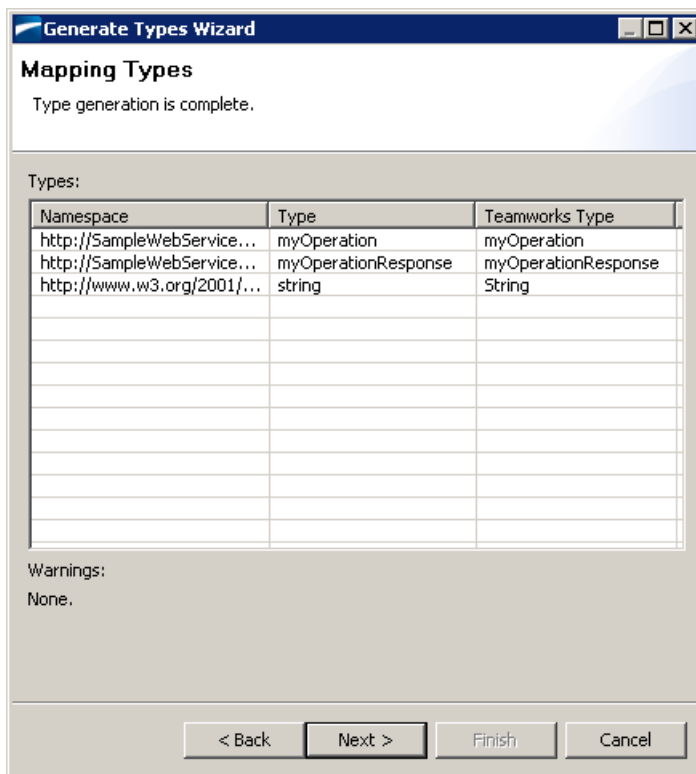 Generate Types Wizard
Mapping Types
Type generation is complete.
Types:
Namespace Type Teamworks Type
http://SampleWebService... myOperation myOperation
http://SampleWebService... myOperationResponse myOperationResponse
http://www.w3.org/2001/... string String
Warnings:
None.
< Back Next > Finish Cancel